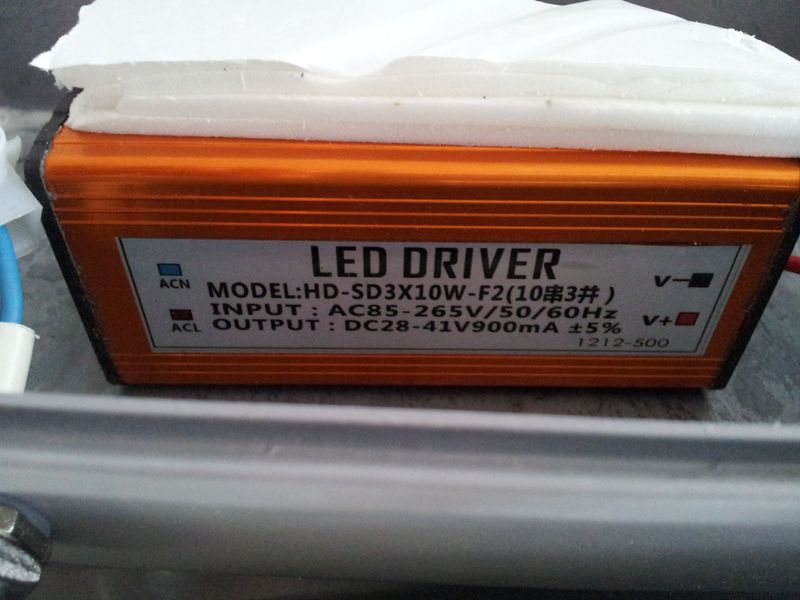 LED DRIVER
ACN
V−
MODEL:HD-SD3X10W-F2(10串3并)
INPUT : AC85-265V/50/60Hz
ACL
V+
OUTPUT : DC28-41V900mA ±5%
1212-500